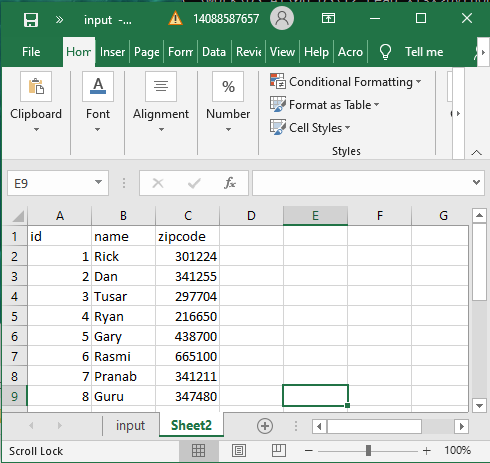 input -... 14088587657
File Hom Inser Page Form Data Revie View Help Acro Tell me
Clipboard Font Alignment % Number Conditional Formatting Format as Table Cell Styles Styles
E9 fx
A B C D E F G
1 id name zipcode
2 1 Rick 301224
3 2 Dan 341255
4 3 Tusar 297704
5 4 Ryan 216650
6 5 Gary 438700
7 6 Rasmi 665100
8 7 Pranab 341211
9 8 Guru 347480
input Sheet2
Scroll Lock 100%